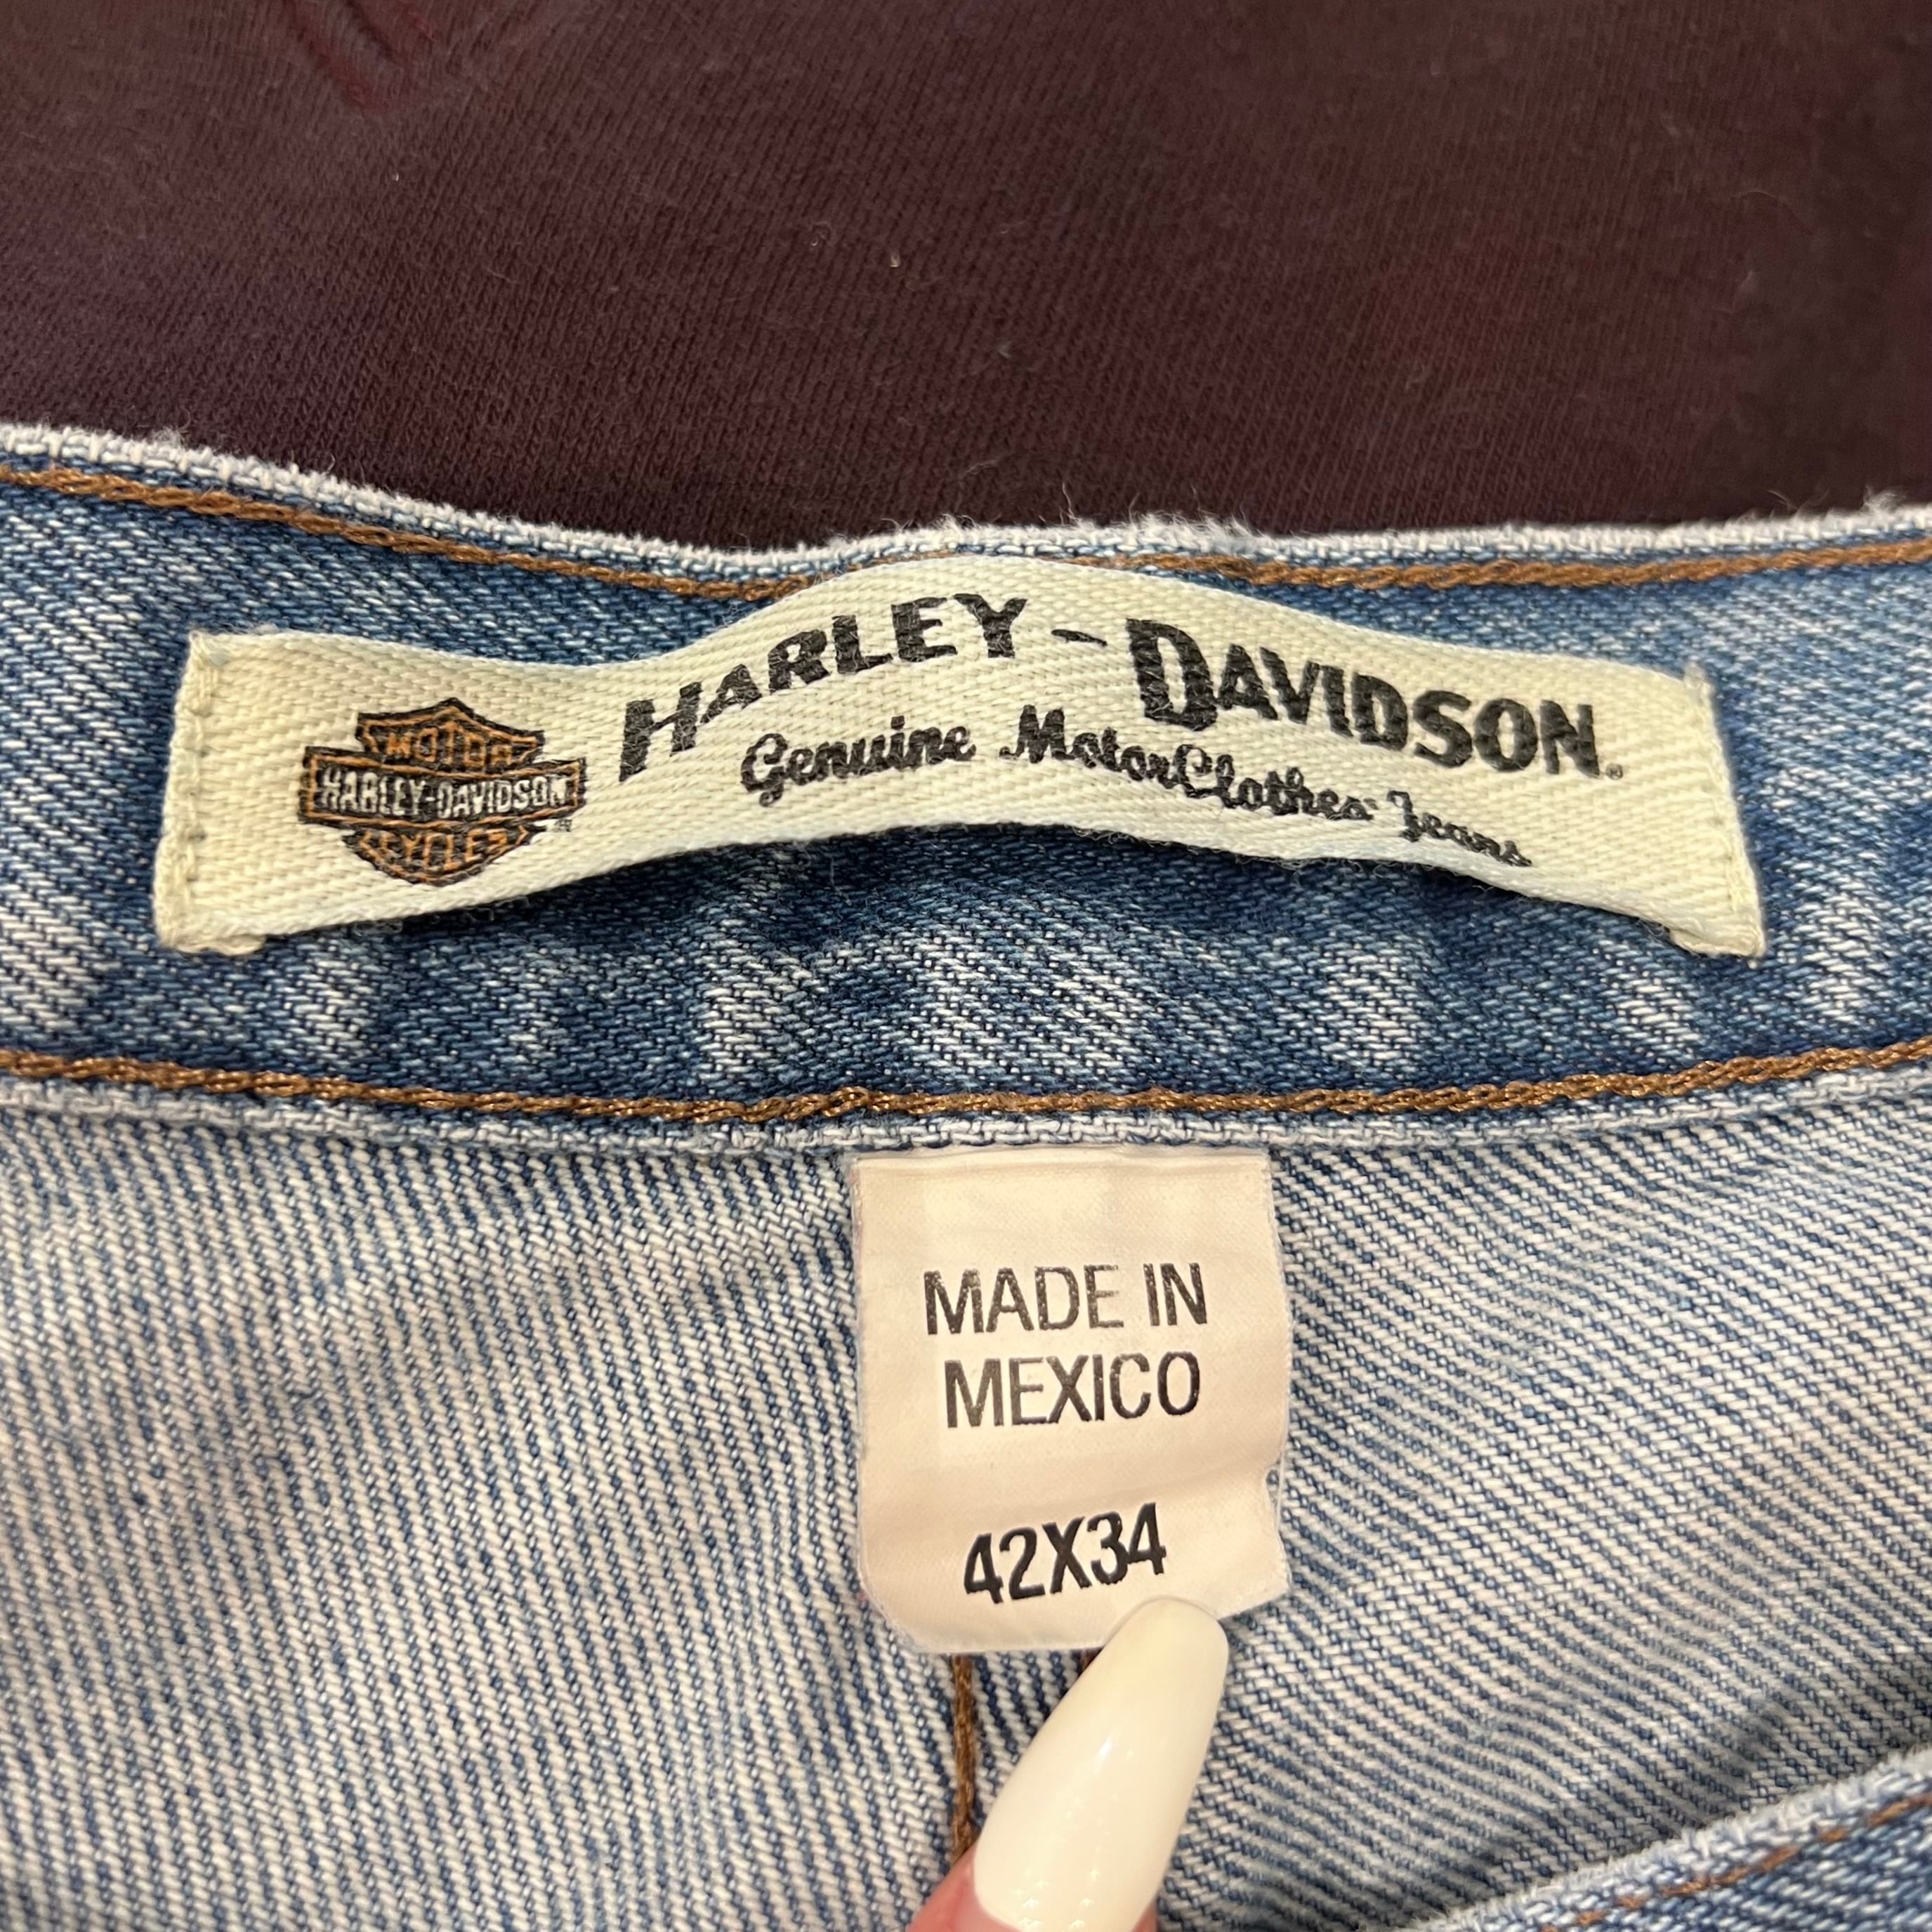 MOTOR
HARLEY-DAVIDSON
CYCLES
HARLEY-DAVIDSON
Genuine MotorClothes Jeans
MADE IN
MEXICO
42X34